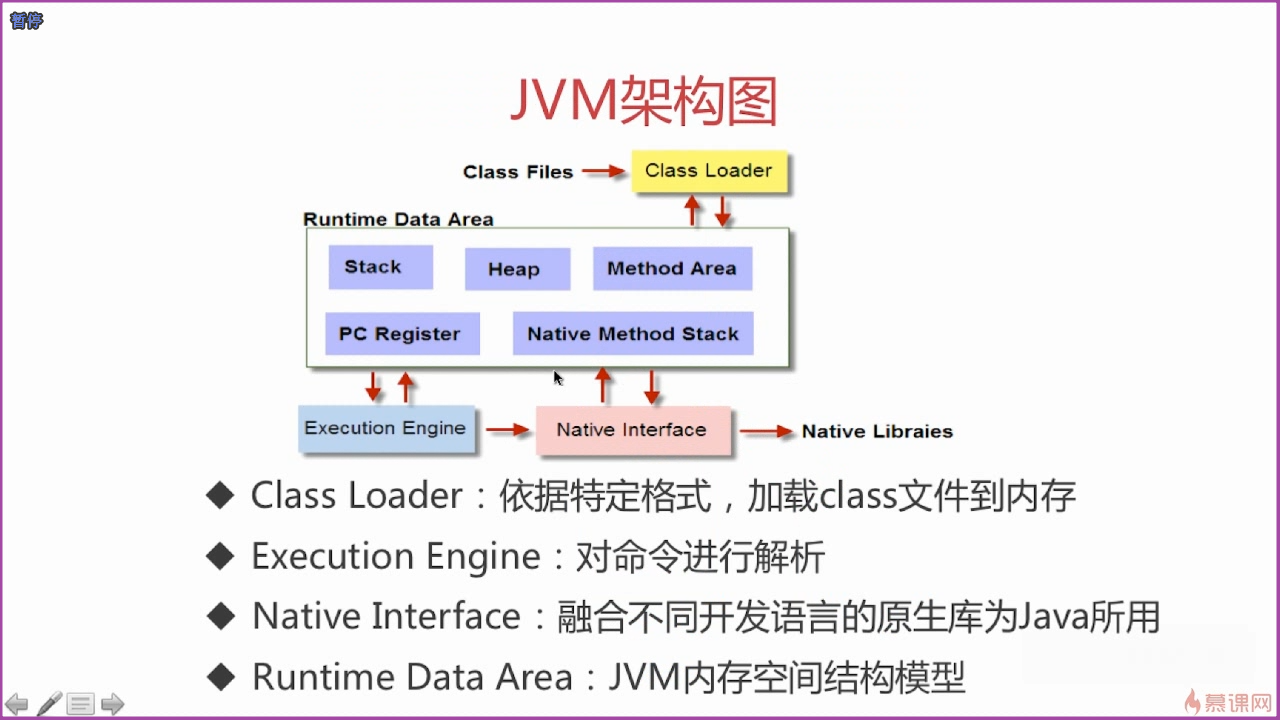 暂停
JVM架构图
Class Files
Class Loader
Runtime Data Area
Stack
Heap
Method Area
PC Register
Native Method Stack
Execution Engine
Native Interface
Native Libraies
◆ Class Loader：依据特定格式，加载class文件到内存
◆ Execution Engine：对命令进行解析
◆ Native Interface：融合不同开发语言的原生库为Java所用
◆ Runtime Data Area：JVM内存空间结构模型
慕课网